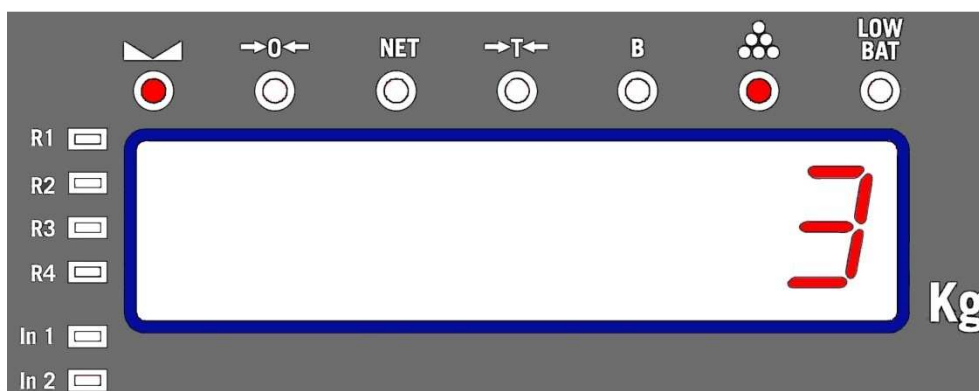 →0← NET →T← B LOW BAT
R1
R2
R3
R4
3
Kg
In 1
In 2